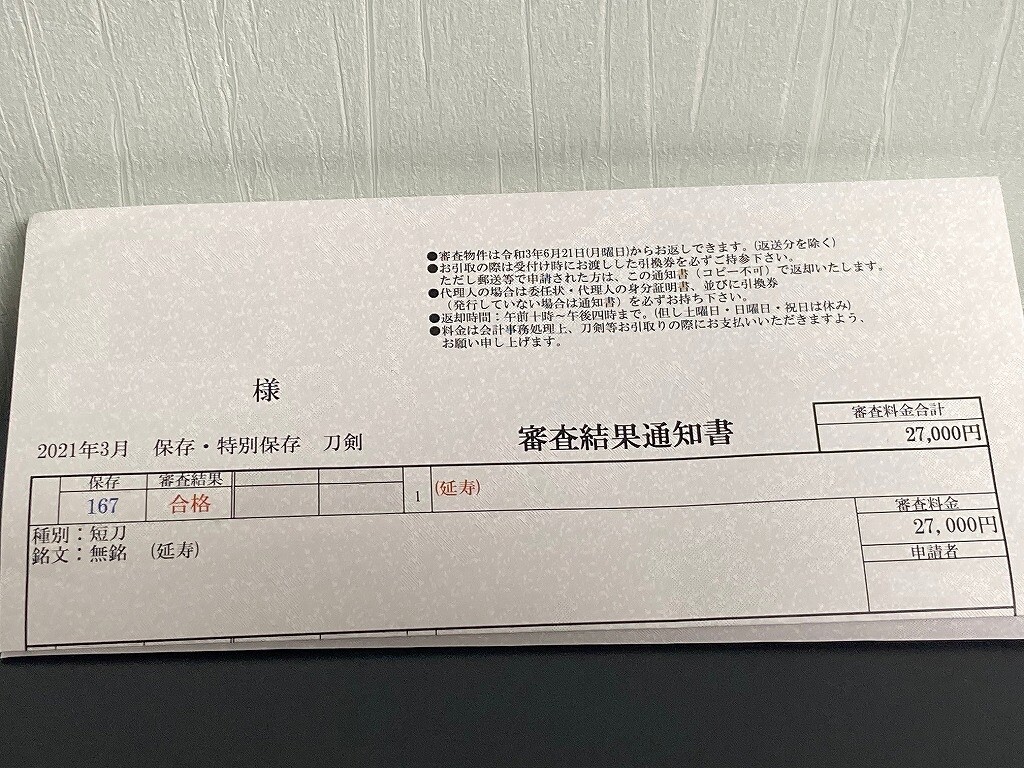 ●審査物件は令和3年6月21日(月曜日)からお返しできます。(返送分を除く)
●お引取の際は受付け時にお渡しした引換券を必ずご持参下さい。
ただし郵送等で申請された方は、この通知書（コピー不可）で返却いたします。
●代理人の場合は委任状・代理人の身分証明書、並びに引換券
（発行していない場合は通知書）を必ずお持ち下さい。
●返却時間：午前十時～午後四時まで。(但し土曜日・日曜日・祝日は休み)
●料金は会計事務処理上、刀剣等お引取りの際にお支払いいただきますよう、
お願い申し上げます。
様
2021年3月 保存・特別保存 刀剣
審査結果通知書
審査料金合計
27,000円
保存 審査結果
167 合格
1 (延寿)
審査料金
27,000円
申請者
種別：短刀
銘文：無銘 (延寿)